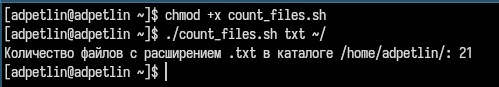 [adpetlin@adpetlin ~]$ chmod +x count_files.sh
[adpetlin@adpetlin ~]$ ./count_files.sh txt ~/
Количество файлов с расширением .txt в каталоге /home/adpetlin/: 21
[adpetlin@adpetlin ~]$